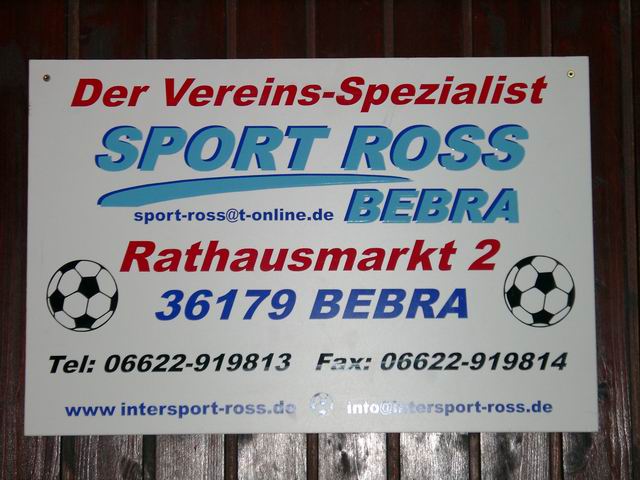 Der Vereins-Spezialist
SPORT ROSS
sport-ross@t-online.de BEBRA
Rathausmarkt 2
36179 BEBRA
Tel: 06622-919813 Fax: 06622-919814
www.intersport-ross.de info@intersport-ross.de